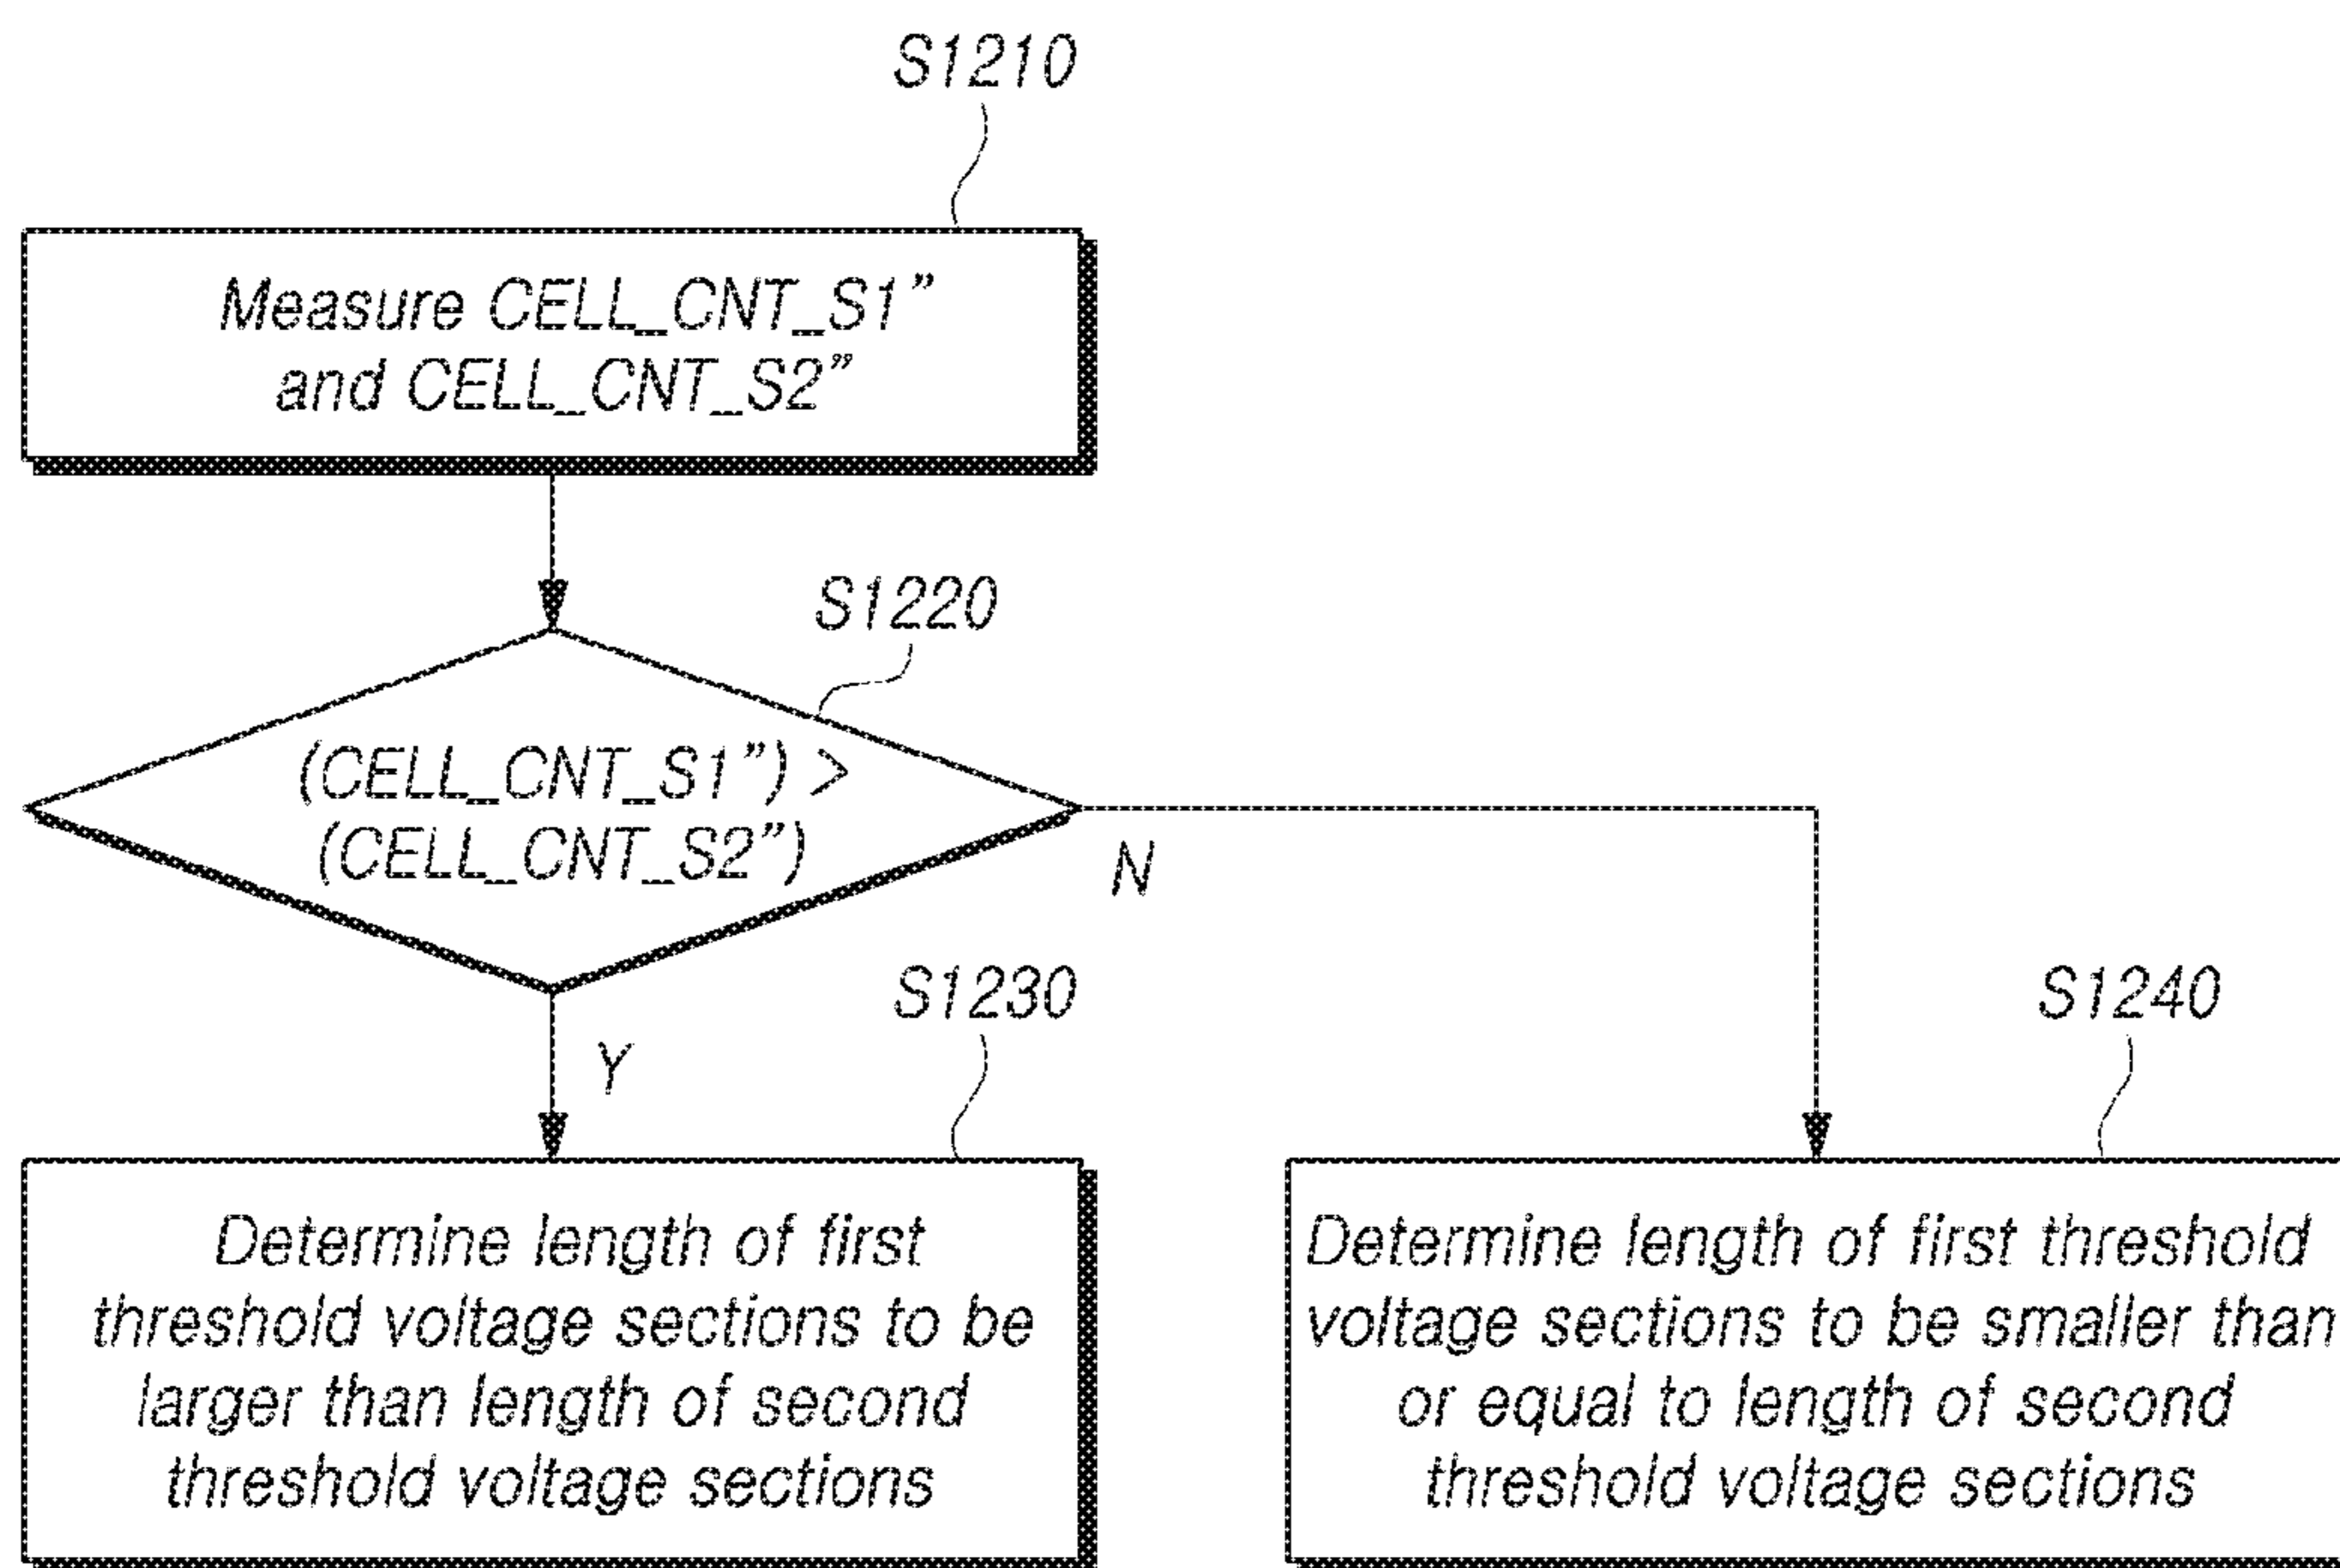 S1210
Measure CELL_CNT_S1”
and CELL_CNT_S2”
S1220
(CELL_CNT_S1”) >
(CELL_CNT_S2”)
N
Y
S1230
Determine length of first
threshold voltage sections to be
larger than length of second
threshold voltage sections
S1240
Determine length of first threshold
voltage sections to be smaller than
or equal to length of second
threshold voltage sections